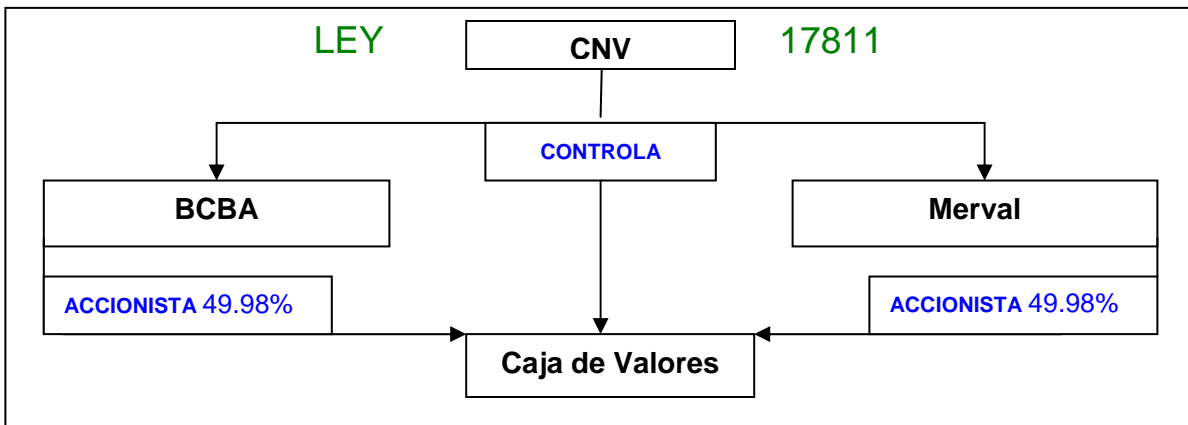 LEY CNV 17811
CONTROLA
BCBA Merval
ACCIONISTA 49.98% ACCIONISTA 49.98%
Caja de Valores